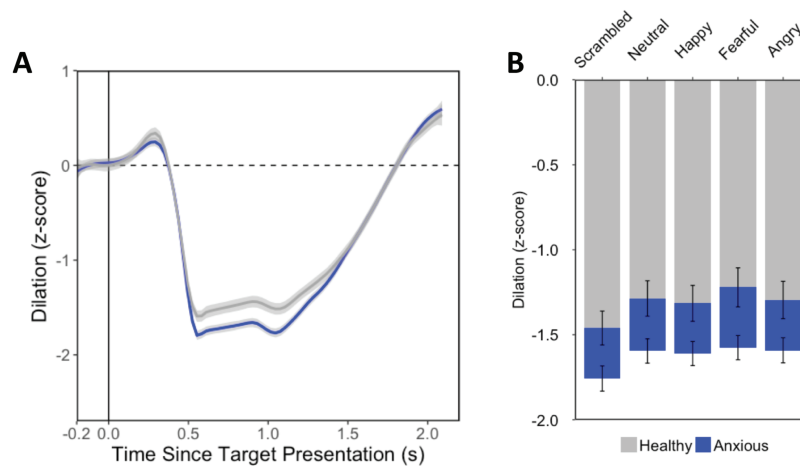 A
1
0
-1
-2
Dilation (z-score)
-0.2 0.0 0.5 1.0 1.5 2.0
Time Since Target Presentation (s)
B
Scrambled Neutral Happy Fearful Angry
0.0
-0.5
-1.0
-1.5
-2.0
Dilation (z-score)
Healthy Anxious